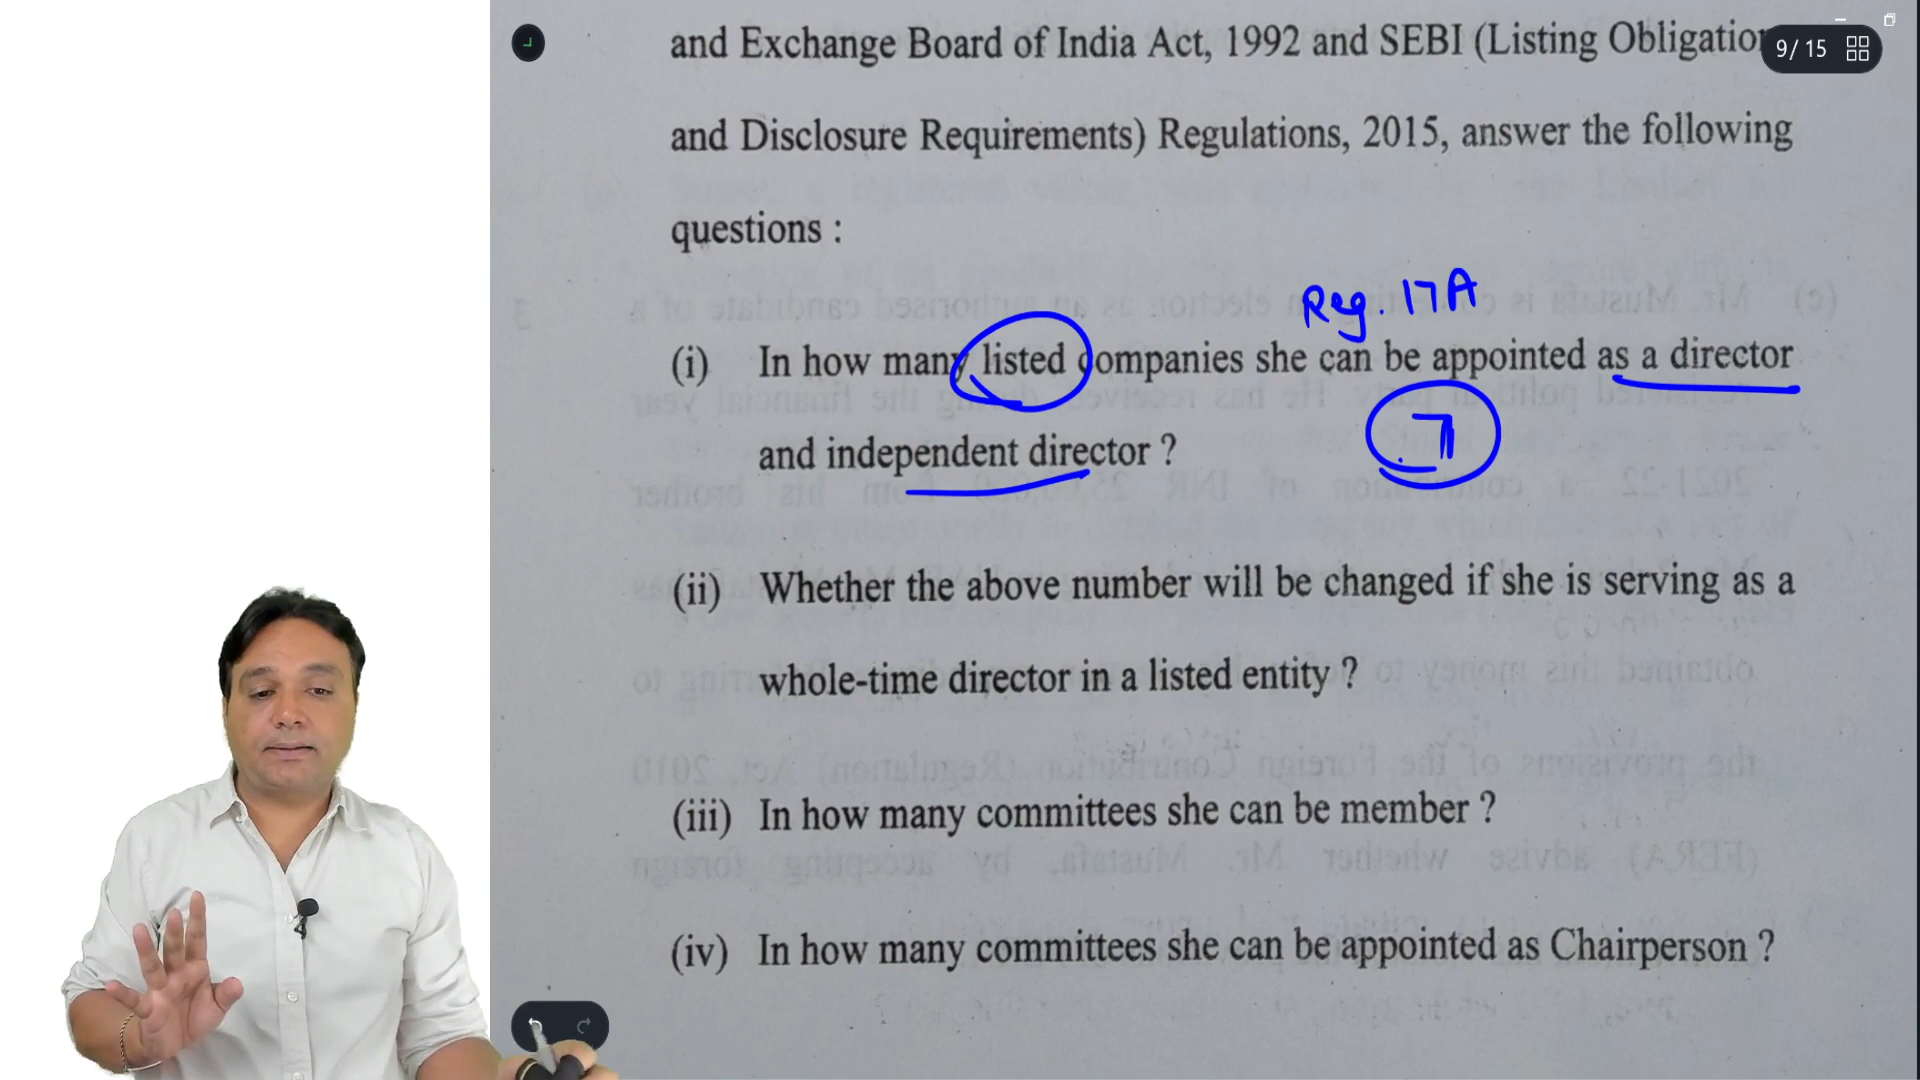 and Exchange Board of India Act, 1992 and SEBI (Listing Obligation
9/ 15
and Disclosure Requirements) Regulations, 2015, answer the following
questions :
Reg. 17A
(i) In how many listed companies she can be appointed as a director
and independent director ?
7
(ii) Whether the above number will be changed if she is serving as a
whole-time director in a listed entity ?
(iii) In how many committees she can be member ?
(iv) In how many committees she can be appointed as Chairperson ?